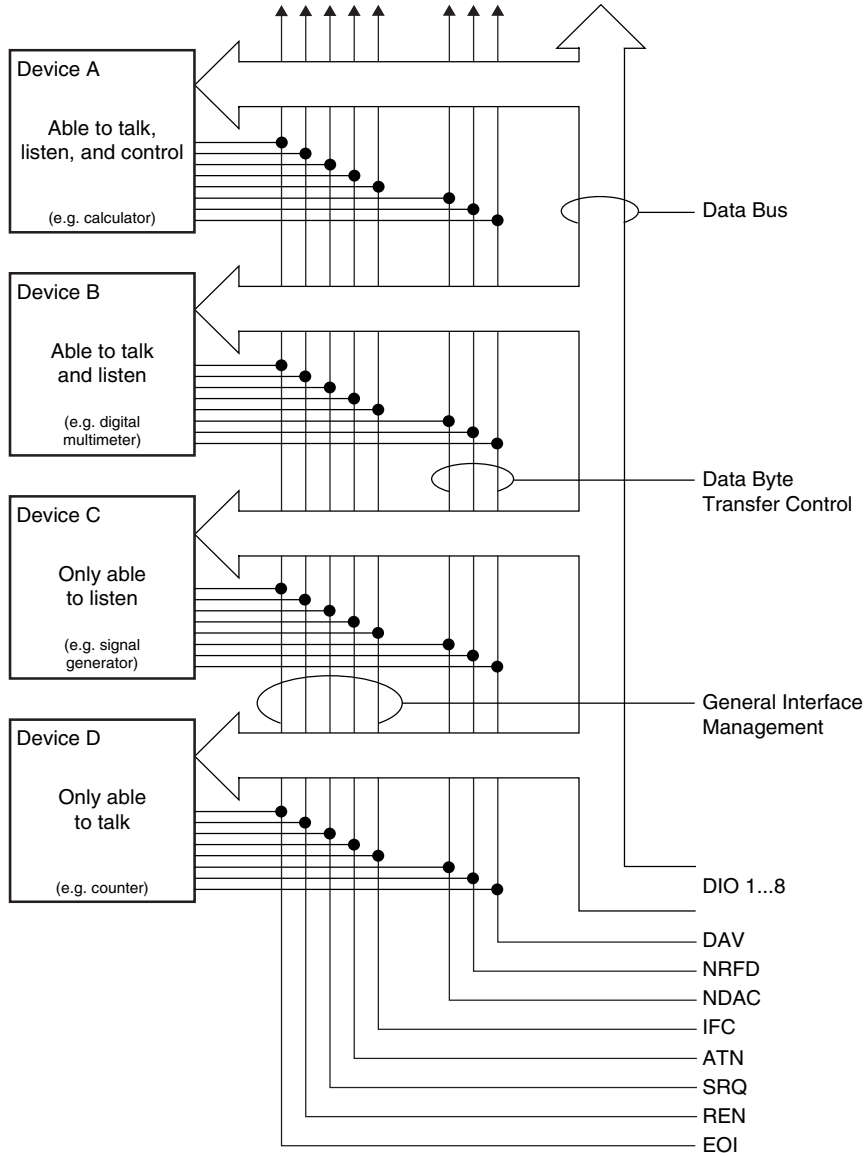 Device A
Able to talk,
listen, and control
(e.g. calculator)
Data Bus
Device B
Able to talk
and listen
(e.g. digital
multimeter)
Data Byte
Transfer Control
Device C
Only able
to listen
(e.g. signal
generator)
General Interface
Management
Device D
Only able
to talk
(e.g. counter)
DIO 1...8
DAV
NRFD
NDAC
IFC
ATN
SRQ
REN
EOI